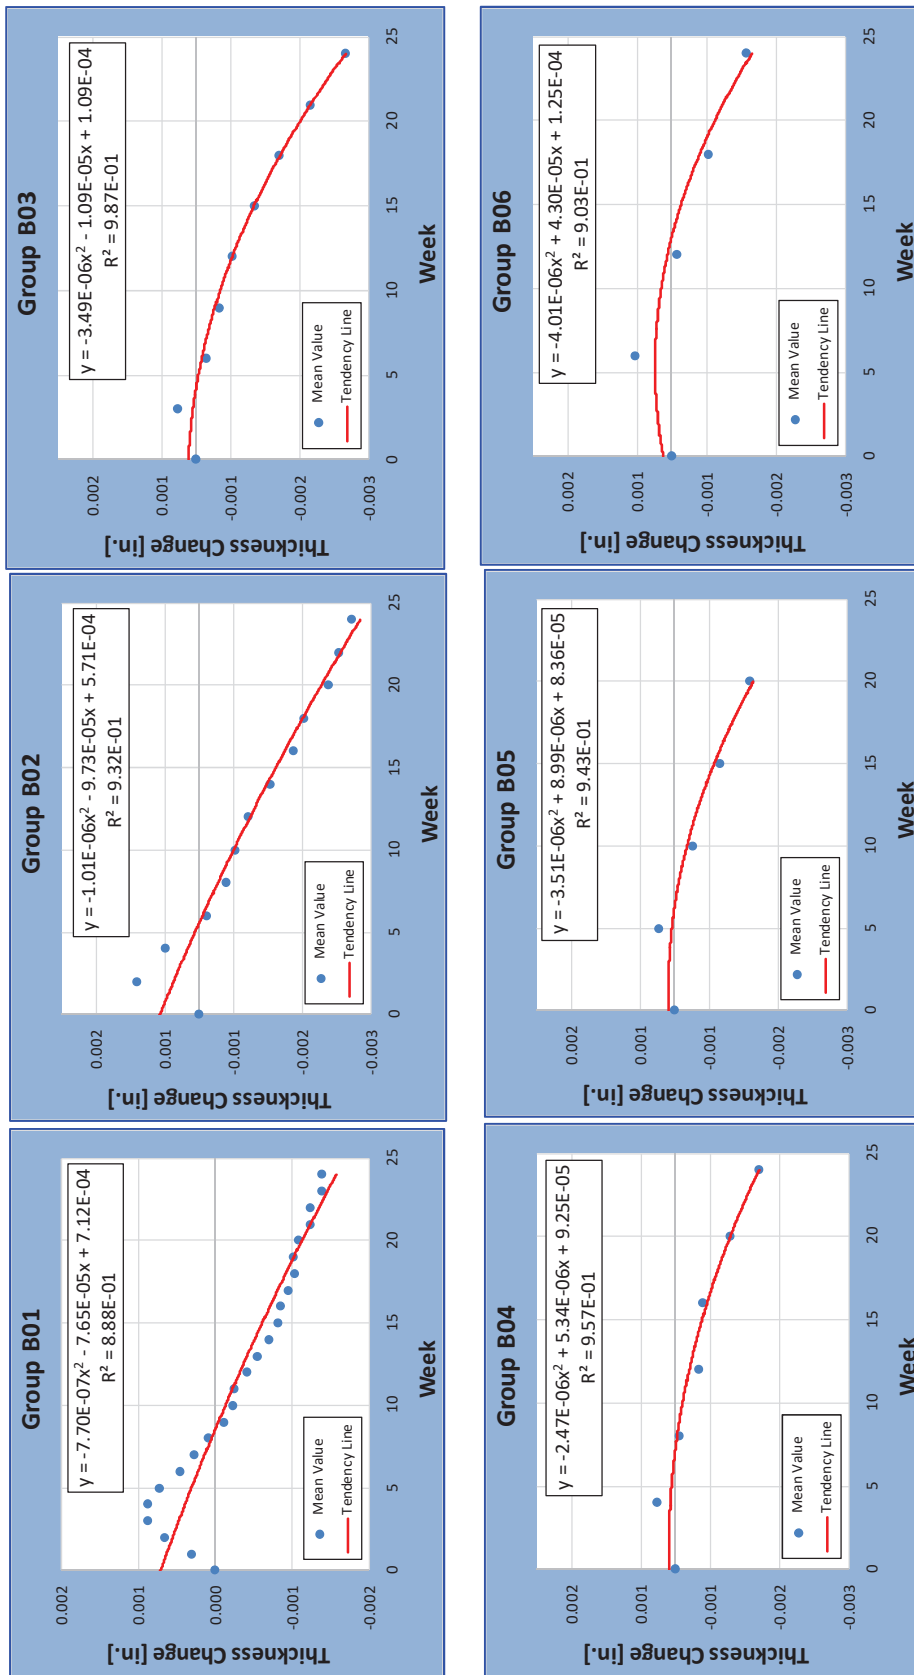 Group B01
y = -7.70E-07x² - 7.65E-05x + 7.12E-04
R² = 8.88E-01
Thickness Change [in.]
0.002
0.001
0.000
-0.001
-0.002
Mean Value
Tendency Line
0 5 10 15 20 25
Week
Group B02
y = -1.01E-06x² - 9.73E-05x + 5.71E-04
R² = 9.32E-01
Thickness Change [in.]
0.002
0.001
-0.001
-0.002
-0.003
Mean Value
Tendency Line
0 5 10 15 20 25
Week
Group B03
y = -3.49E-06x² - 1.09E-05x + 1.09E-04
R² = 9.87E-01
Thickness Change [in.]
0.002
0.001
-0.001
-0.002
-0.003
Mean Value
Tendency Line
0 5 10 15 20 25
Week
Group B04
y = -2.47E-06x² + 5.34E-06x + 9.25E-05
R² = 9.57E-01
Thickness Change [in.]
0.002
0.001
-0.001
-0.002
-0.003
Mean Value
Tendency Line
0 5 10 15 20 25
Week
Group B05
y = -3.51E-06x² + 8.99E-06x + 8.36E-05
R² = 9.43E-01
Thickness Change [in.]
0.002
0.001
-0.001
-0.002
-0.003
Mean Value
Tendency Line
0 5 10 15 20 25
Week
Group B06
y = -4.01E-06x² + 4.30E-05x + 1.25E-04
R² = 9.03E-01
Thickness Change [in.]
0.002
0.001
-0.001
-0.002
-0.003
Mean Value
Tendency Line
0 5 10 15 20 25
Week